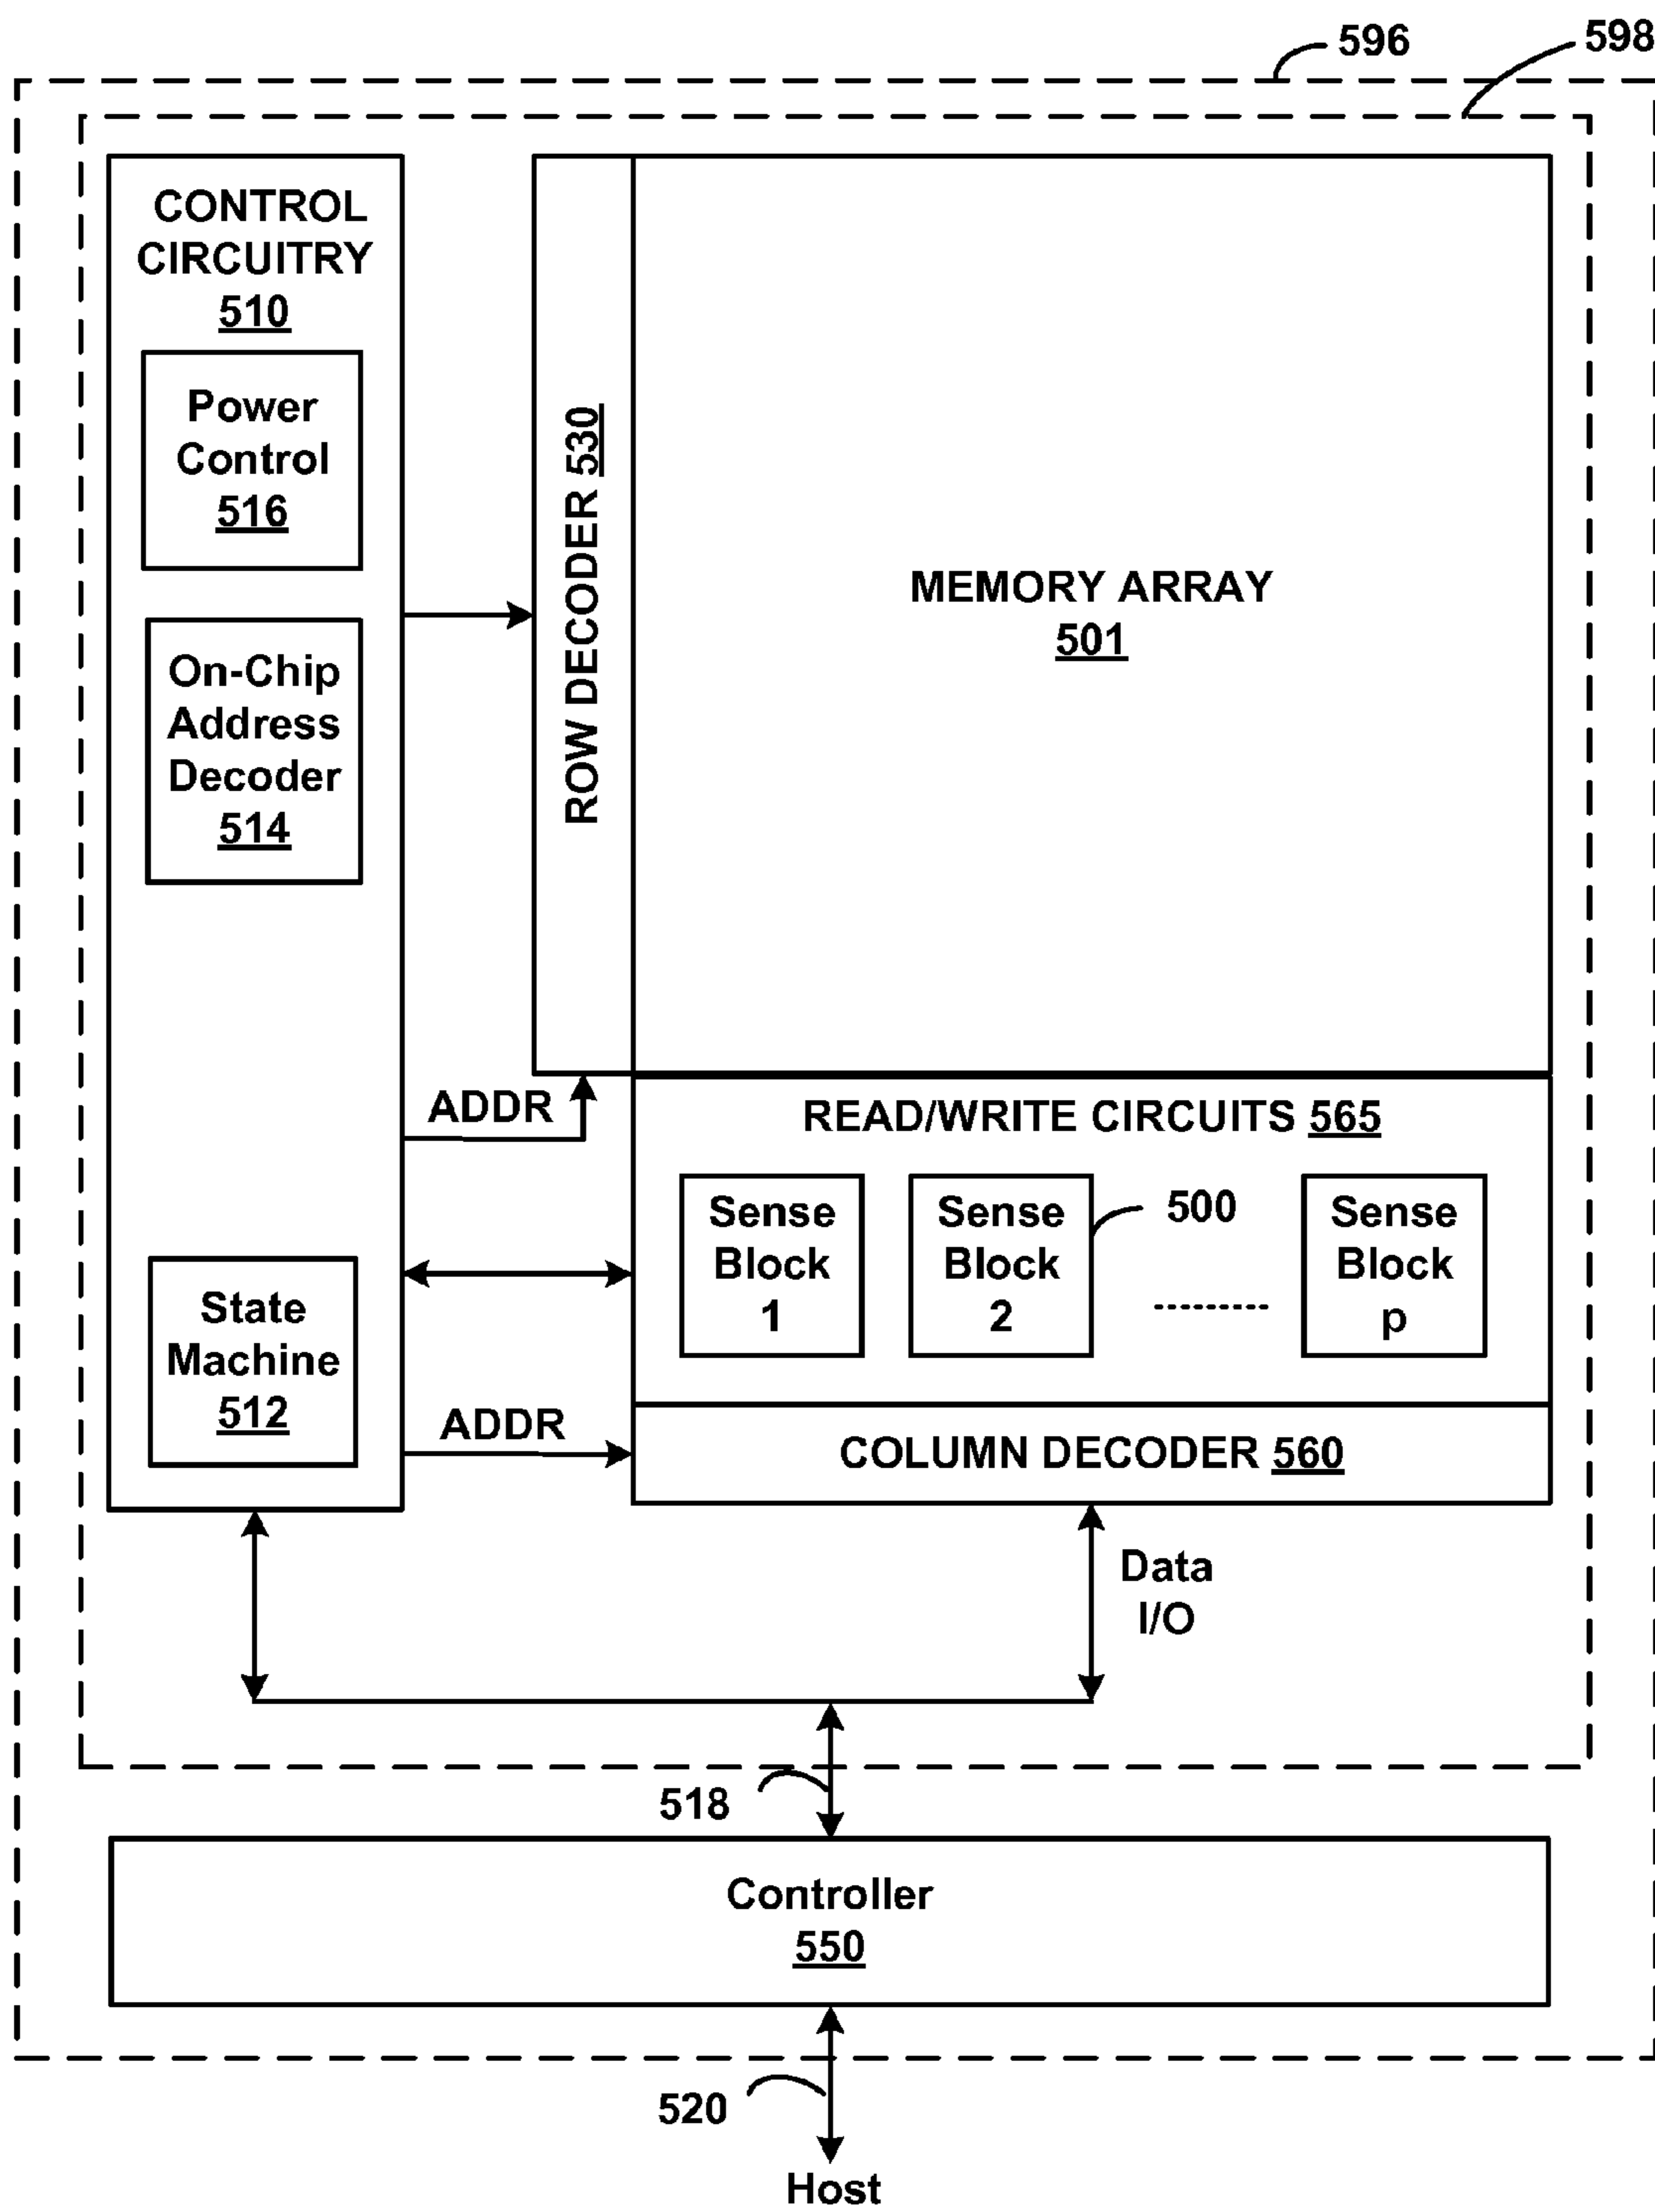 596
598
CONTROL
CIRCUITRY
510
Power
Control
516
On-Chip
Address
Decoder
514
State
Machine
512
ROW DECODER 530
MEMORY ARRAY
501
ADDR
READ/WRITE CIRCUITS 565
Sense
Block
1
Sense
Block
2
500
Sense
Block
p
ADDR
COLUMN DECODER 560
Data
I/O
518
Controller
550
520
Host